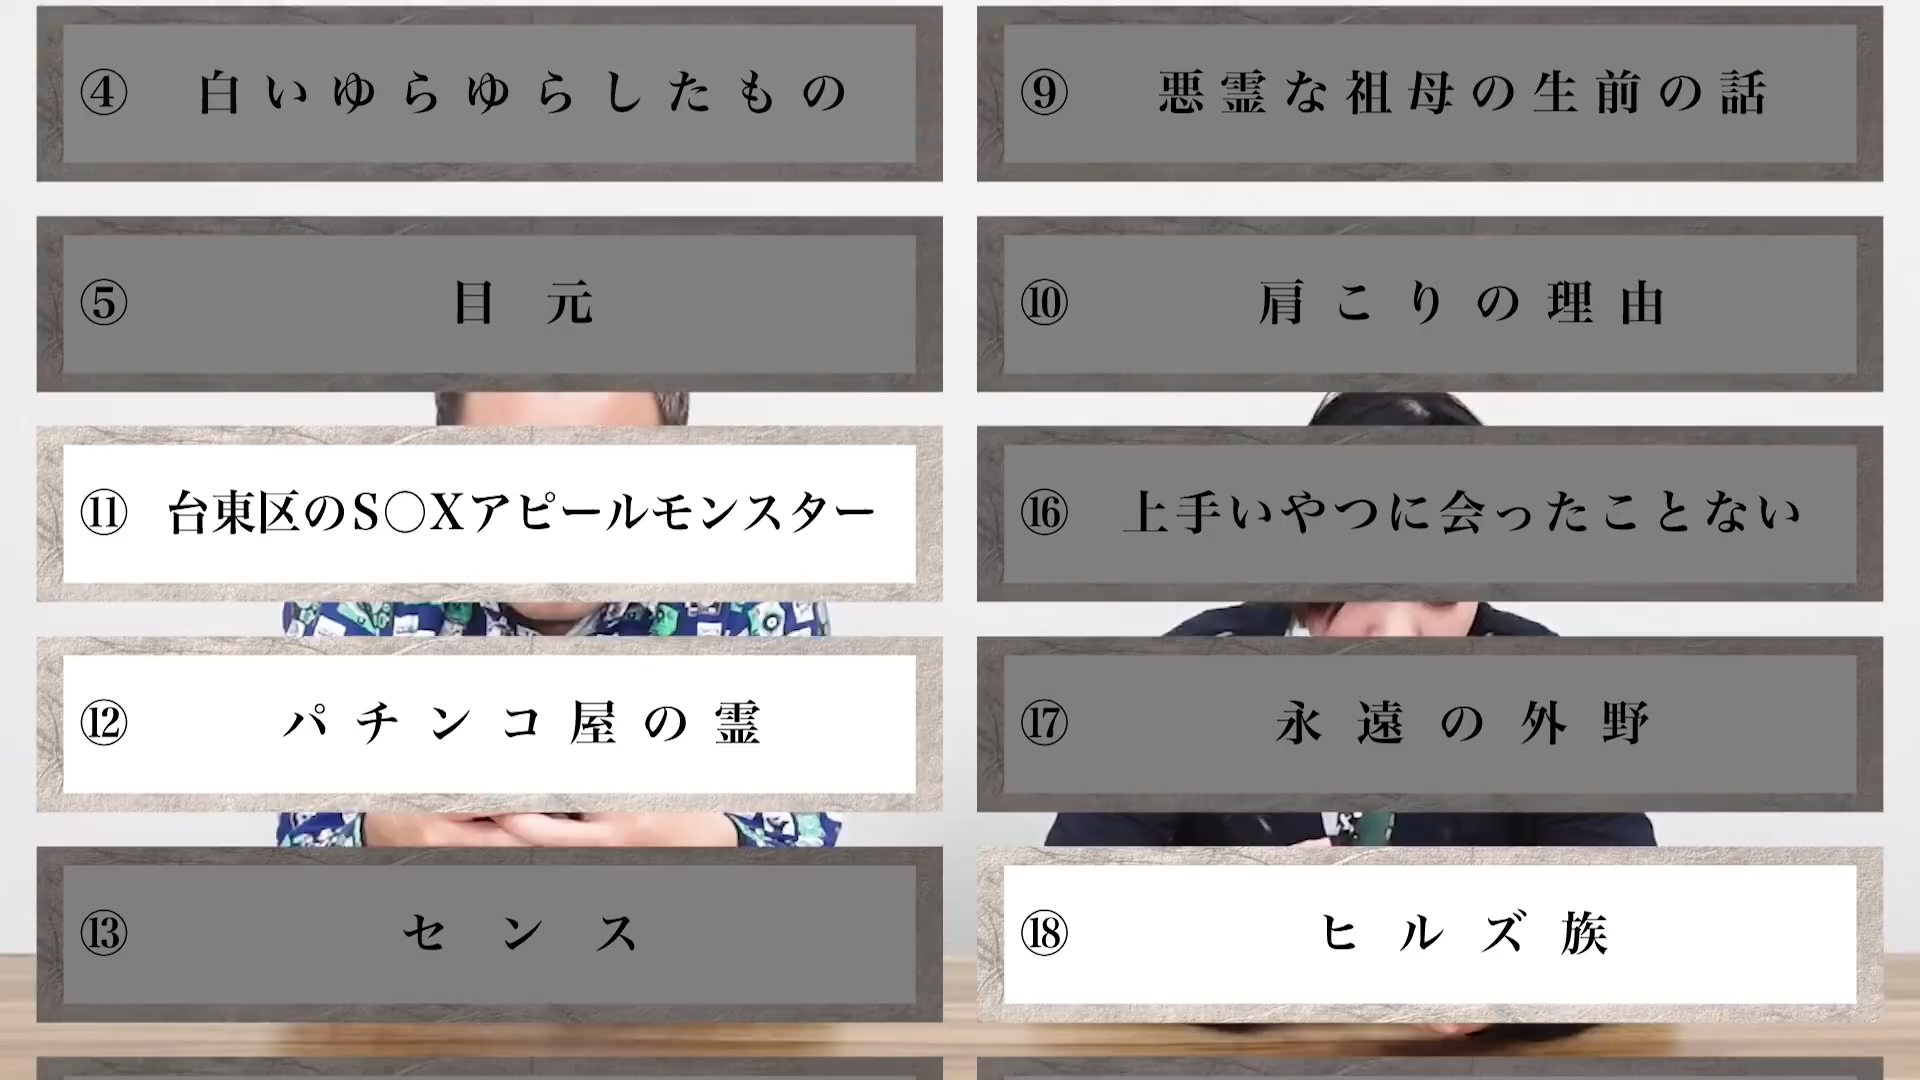 ④ 白いゆらゆらしたもの
⑤ 目元
⑪ 台東区のS〇Xアピールモンスター
⑫ パチンコ屋の霊
⑬ センス
⑨ 悪霊な祖母の生前の話
⑩ 肩こりの理由
⑯ 上手いやつに会ったことない
⑰ 永遠の外野
⑱ ヒルズ族